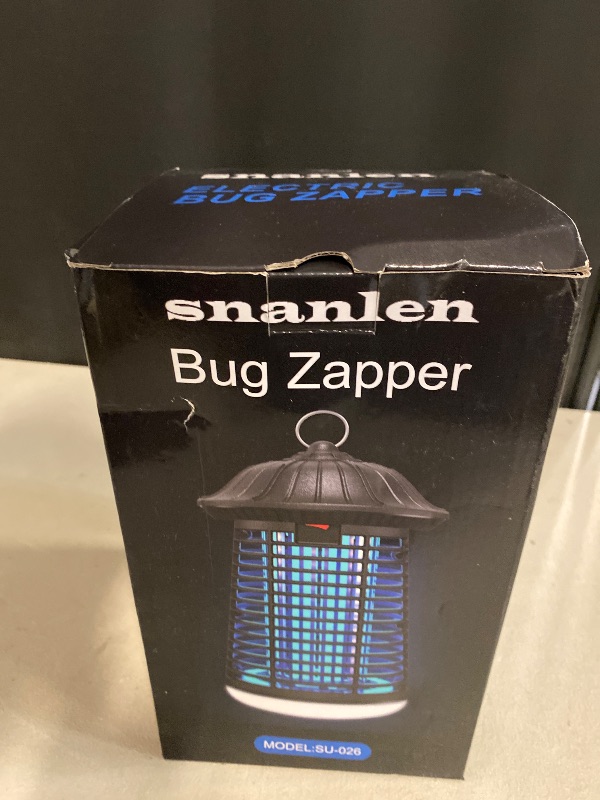 snanlen
ELECTRIC
BUG ZAPPER
snanlen
Bug Zapper
MODEL:SU-026